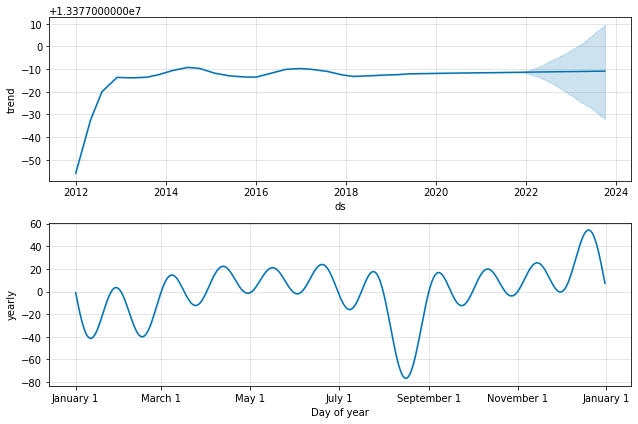 +1.3377000000e7
10
0
−10
−20
−30
−40
−50
trend
2012 2014 2016 2018 2020 2022 2024
ds
60
40
20
0
−20
−40
−60
−80
yearly
January 1 March 1 May 1 July 1 September 1 November 1 January 1
Day of year